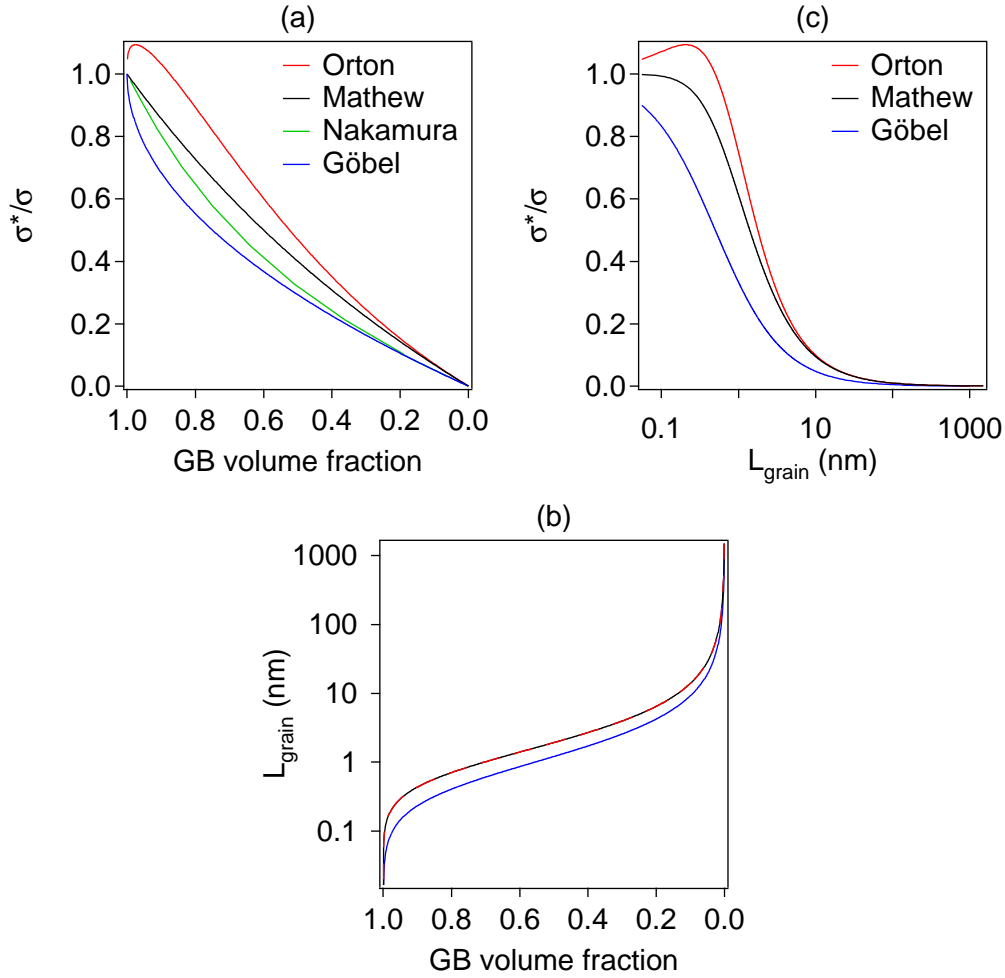 (a)
σ*/σ
1.0
0.8
0.6
0.4
0.2
0.0
Orton
Mathew
Nakamura
Göbel
1.0 0.8 0.6 0.4 0.2 0.0
GB volume fraction
(c)
σ*/σ
1.0
0.8
0.6
0.4
0.2
0.0
Orton
Mathew
Göbel
0.1 10 1000
L_grain (nm)
(b)
L_grain (nm)
1000
100
10
1
0.1
1.0 0.8 0.6 0.4 0.2 0.0
GB volume fraction